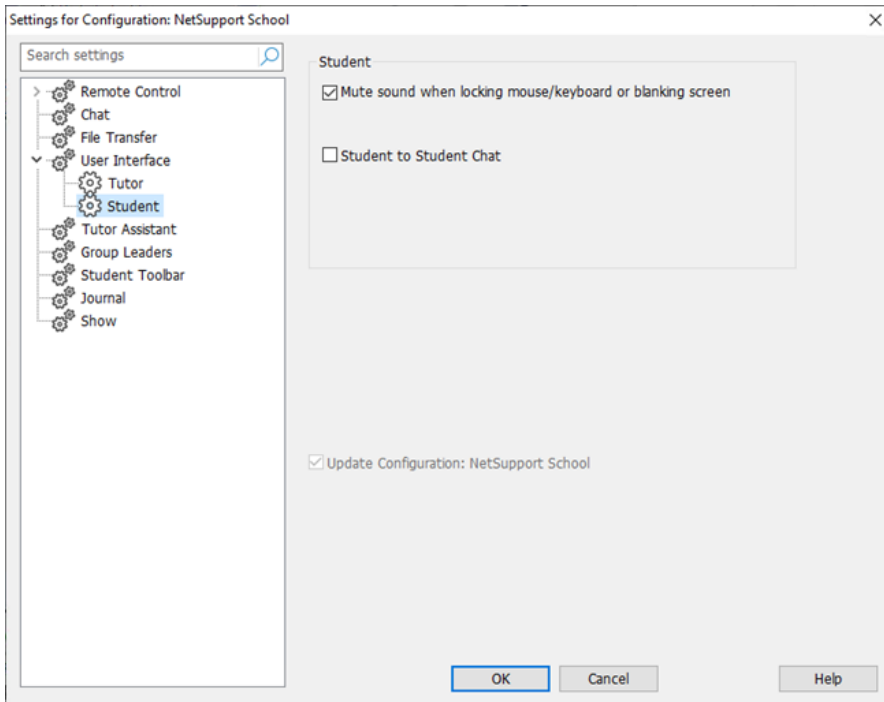 Settings for Configuration: NetSupport School
Search settings
Remote Control
Chat
File Transfer
User Interface
Tutor
Student
Tutor Assistant
Group Leaders
Student Toolbar
Journal
Show
Student
Mute sound when locking mouse/keyboard or blanking screen
Student to Student Chat
Update Configuration: NetSupport School
OK Cancel Help